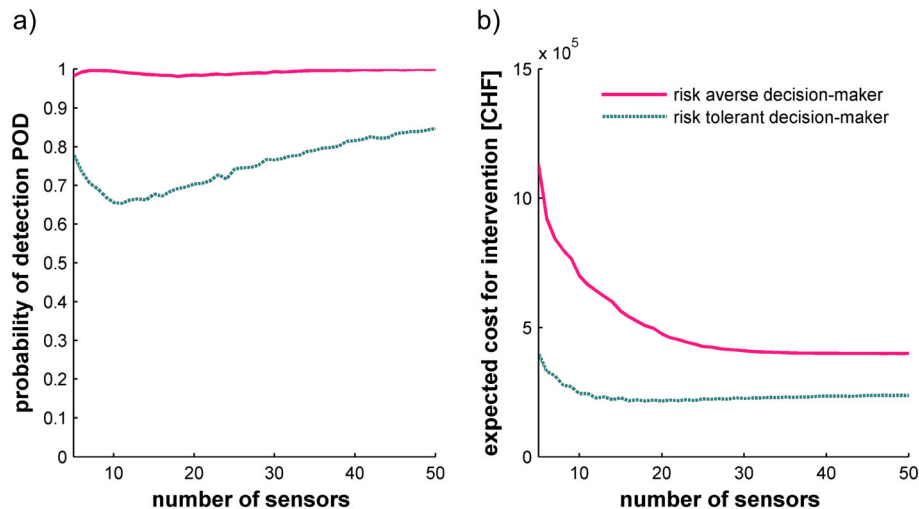 a)
probability of detection POD
1
0.9
0.8
0.7
0.6
0.5
0.4
0.3
0.2
0.1
0
10
20
30
40
50
number of sensors
b)
x 10^5
expected cost for intervention [CHF]
15
10
5
0
risk averse decision-maker
risk tolerant decision-maker
10
20
30
40
50
number of sensors